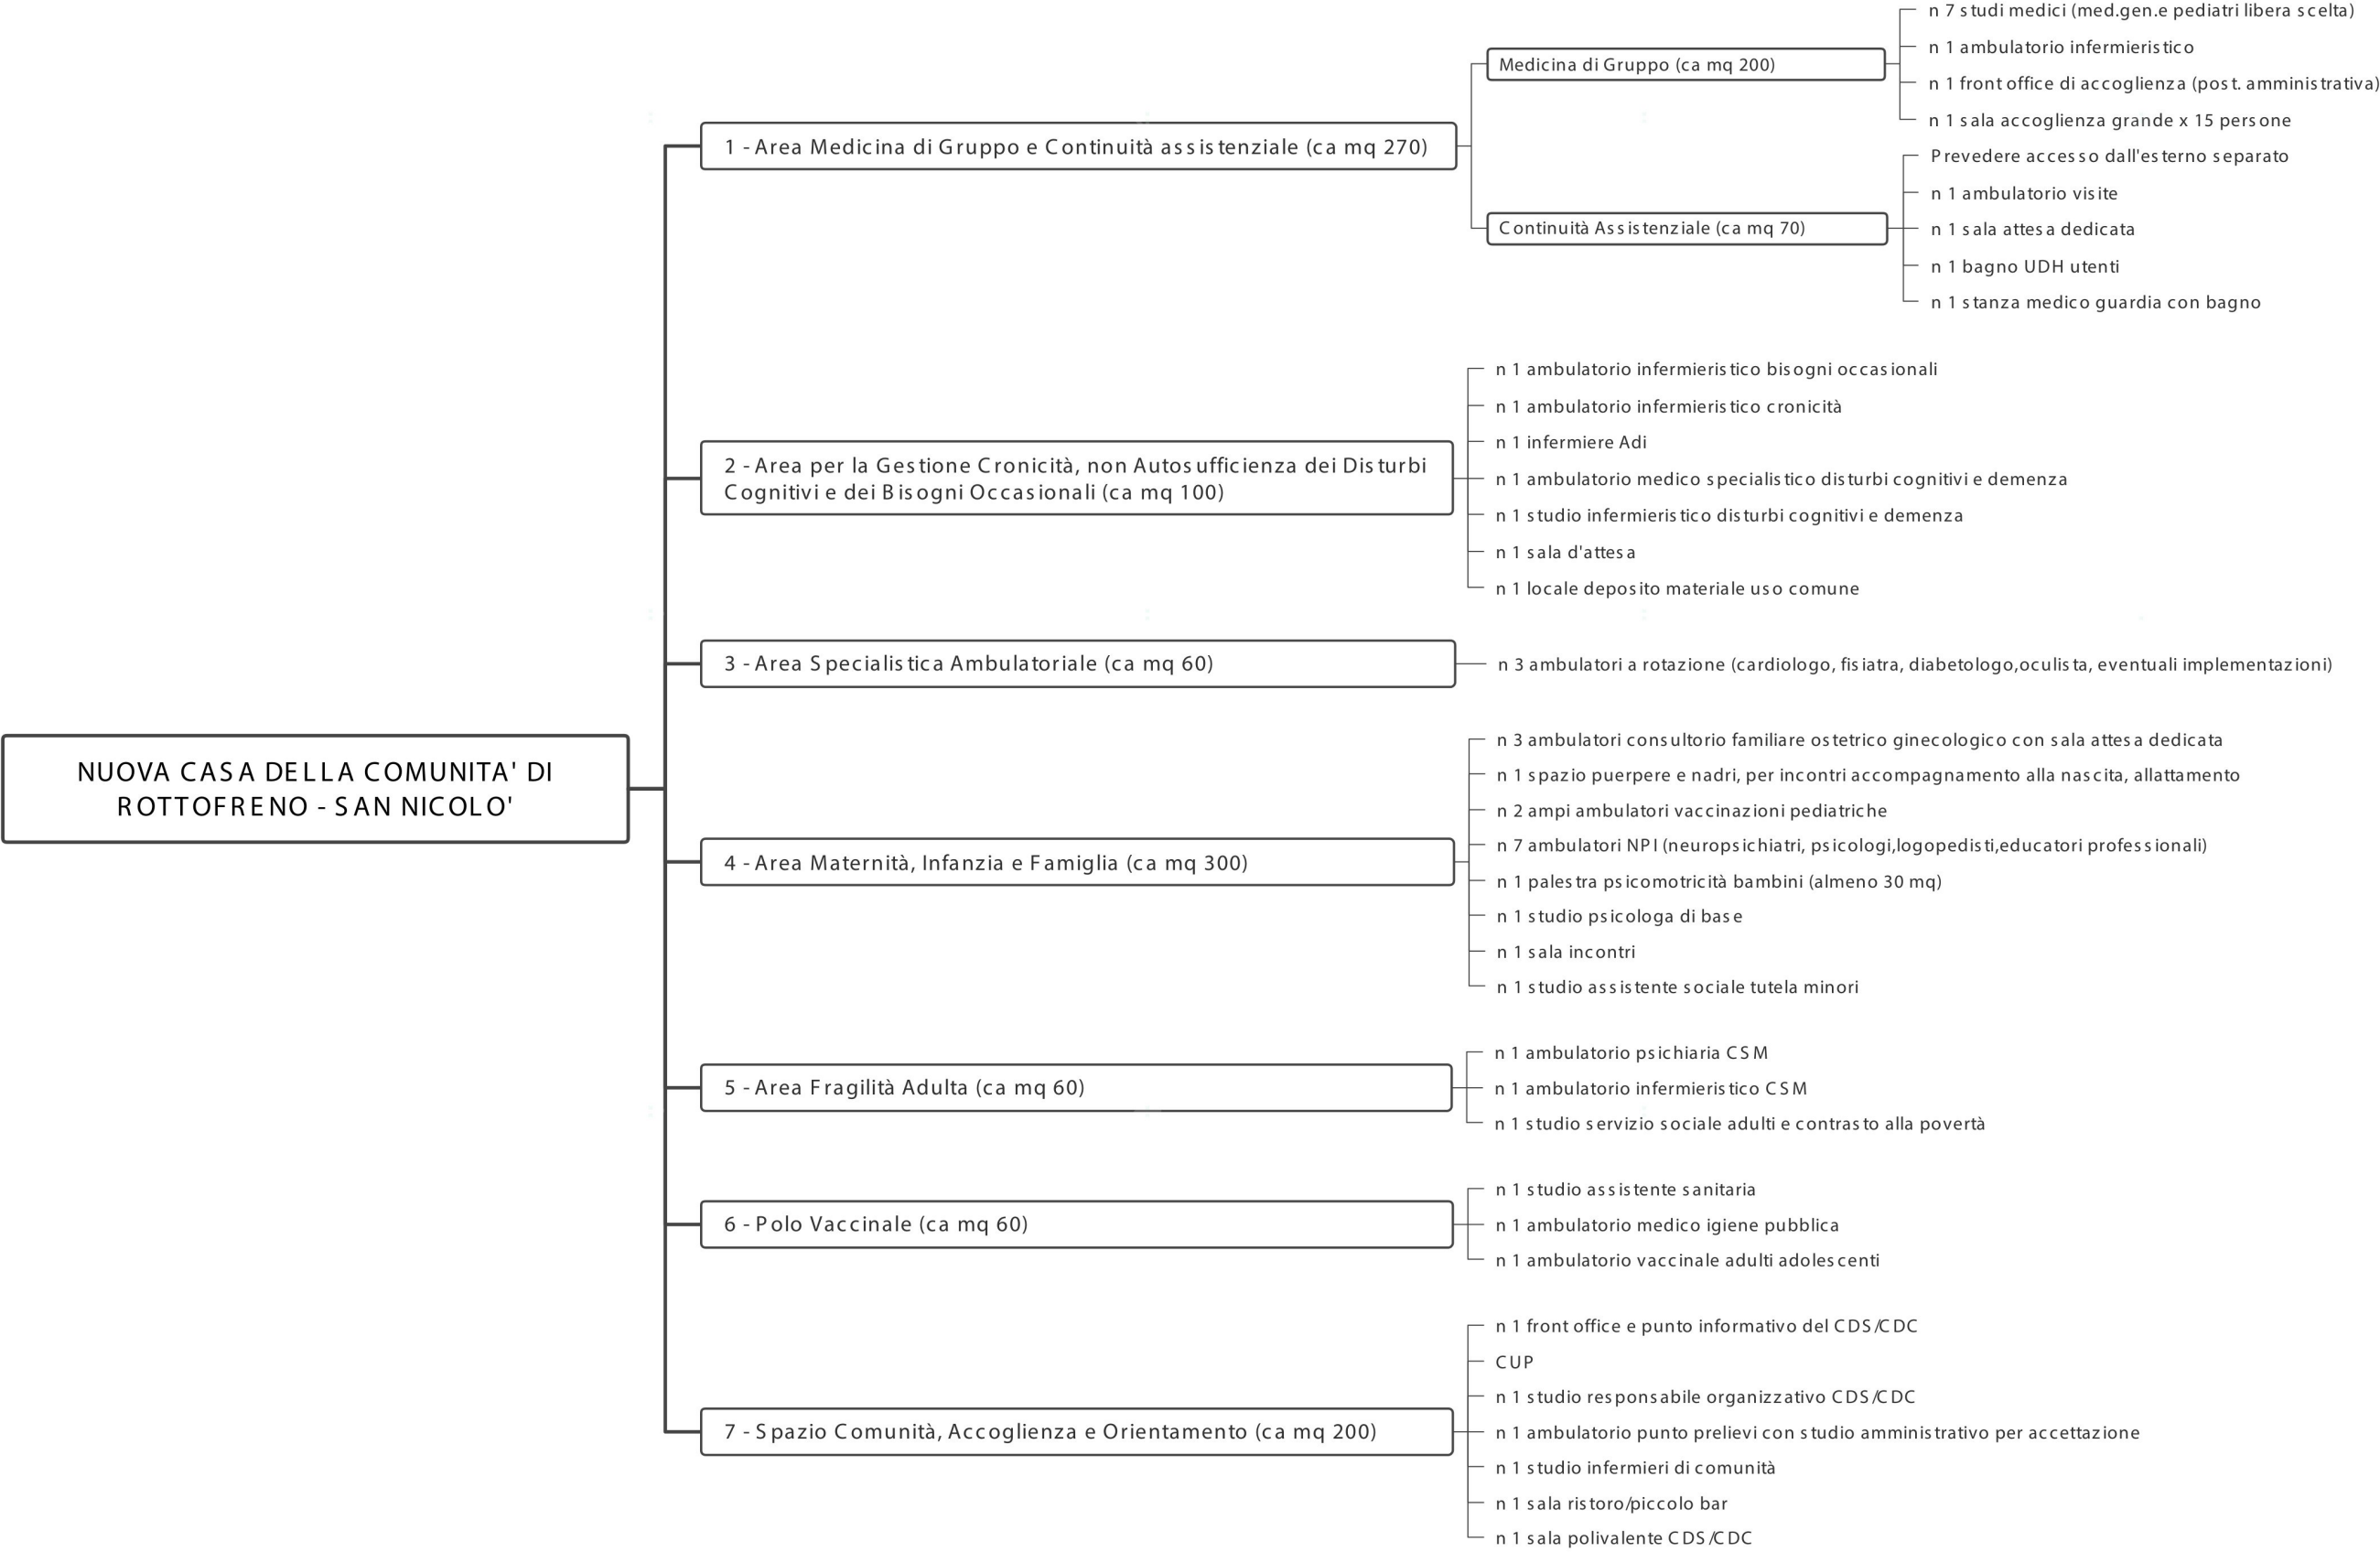 NUOVA CASA DELLA COMUNITA' DI
ROTTOFRENO - SAN NICOLO'
1 - Area Medicina di Gruppo e Continuità assistenziale (ca mq 270)
Medicina di Gruppo (ca mq 200)
n 7 studi medici (med.gen.e pediatri libera scelta)
n 1 ambulatorio infermieristico
n 1 front office di accoglienza (post. amministrativa)
n 1 sala accoglienza grande x 15 persone
Continuità Assistenziale (ca mq 70)
Prevedere accesso dall'esterno separato
n 1 ambulatorio visite
n 1 sala attesa dedicata
n 1 bagno UDH utenti
n 1 stanza medico guardia con bagno
2 - Area per la Gestione Cronicità, non Autosufficienza dei Disturbi
Cognitivi e dei Bisogni Occasionali (ca mq 100)
n 1 ambulatorio infermieristico bisogni occasionali
n 1 ambulatorio infermieristico cronicità
n 1 infermiere Adi
n 1 ambulatorio medico specialistico disturbi cognitivi e demenza
n 1 studio infermieristico disturbi cognitivi e demenza
n 1 sala d'attesa
n 1 locale deposito materiale uso comune
3 - Area Specialistica Ambulatoriale (ca mq 60)
n 3 ambulatori a rotazione (cardiologo, fisiatra, diabetologo,oculista, eventuali implementazioni)
4 - Area Maternità, Infanzia e Famiglia (ca mq 300)
n 3 ambulatori consultorio familiare ostetrico ginecologico con sala attesa dedicata
n 1 spazio puerpere e nadri, per incontri accompagnamento alla nascita, allattamento
n 2 ampi ambulatori vaccinazioni pediatriche
n 7 ambulatori NPI (neuropsichiatri, psicologi,logopedisti,educatori professionali)
n 1 palestra psicomotricità bambini (almeno 30 mq)
n 1 studio psicologa di base
n 1 sala incontri
n 1 studio assistente sociale tutela minori
5 - Area Fragilità Adulta (ca mq 60)
n 1 ambulatorio psichiaria CSM
n 1 ambulatorio infermieristico CSM
n 1 studio servizio sociale adulti e contrasto alla povertà
6 - Polo Vaccinale (ca mq 60)
n 1 studio assistente sanitaria
n 1 ambulatorio medico igiene pubblica
n 1 ambulatorio vaccinale adulti adolescenti
7 - Spazio Comunità, Accoglienza e Orientamento (ca mq 200)
n 1 front office e punto informativo del CDS/CDC
CUP
n 1 studio responsabile organizzativo CDS/CDC
n 1 ambulatorio punto prelievi con studio amministrativo per accettazione
n 1 studio infermieri di comunità
n 1 sala ristoro/piccolo bar
n 1 sala polivalente CDS/CDC